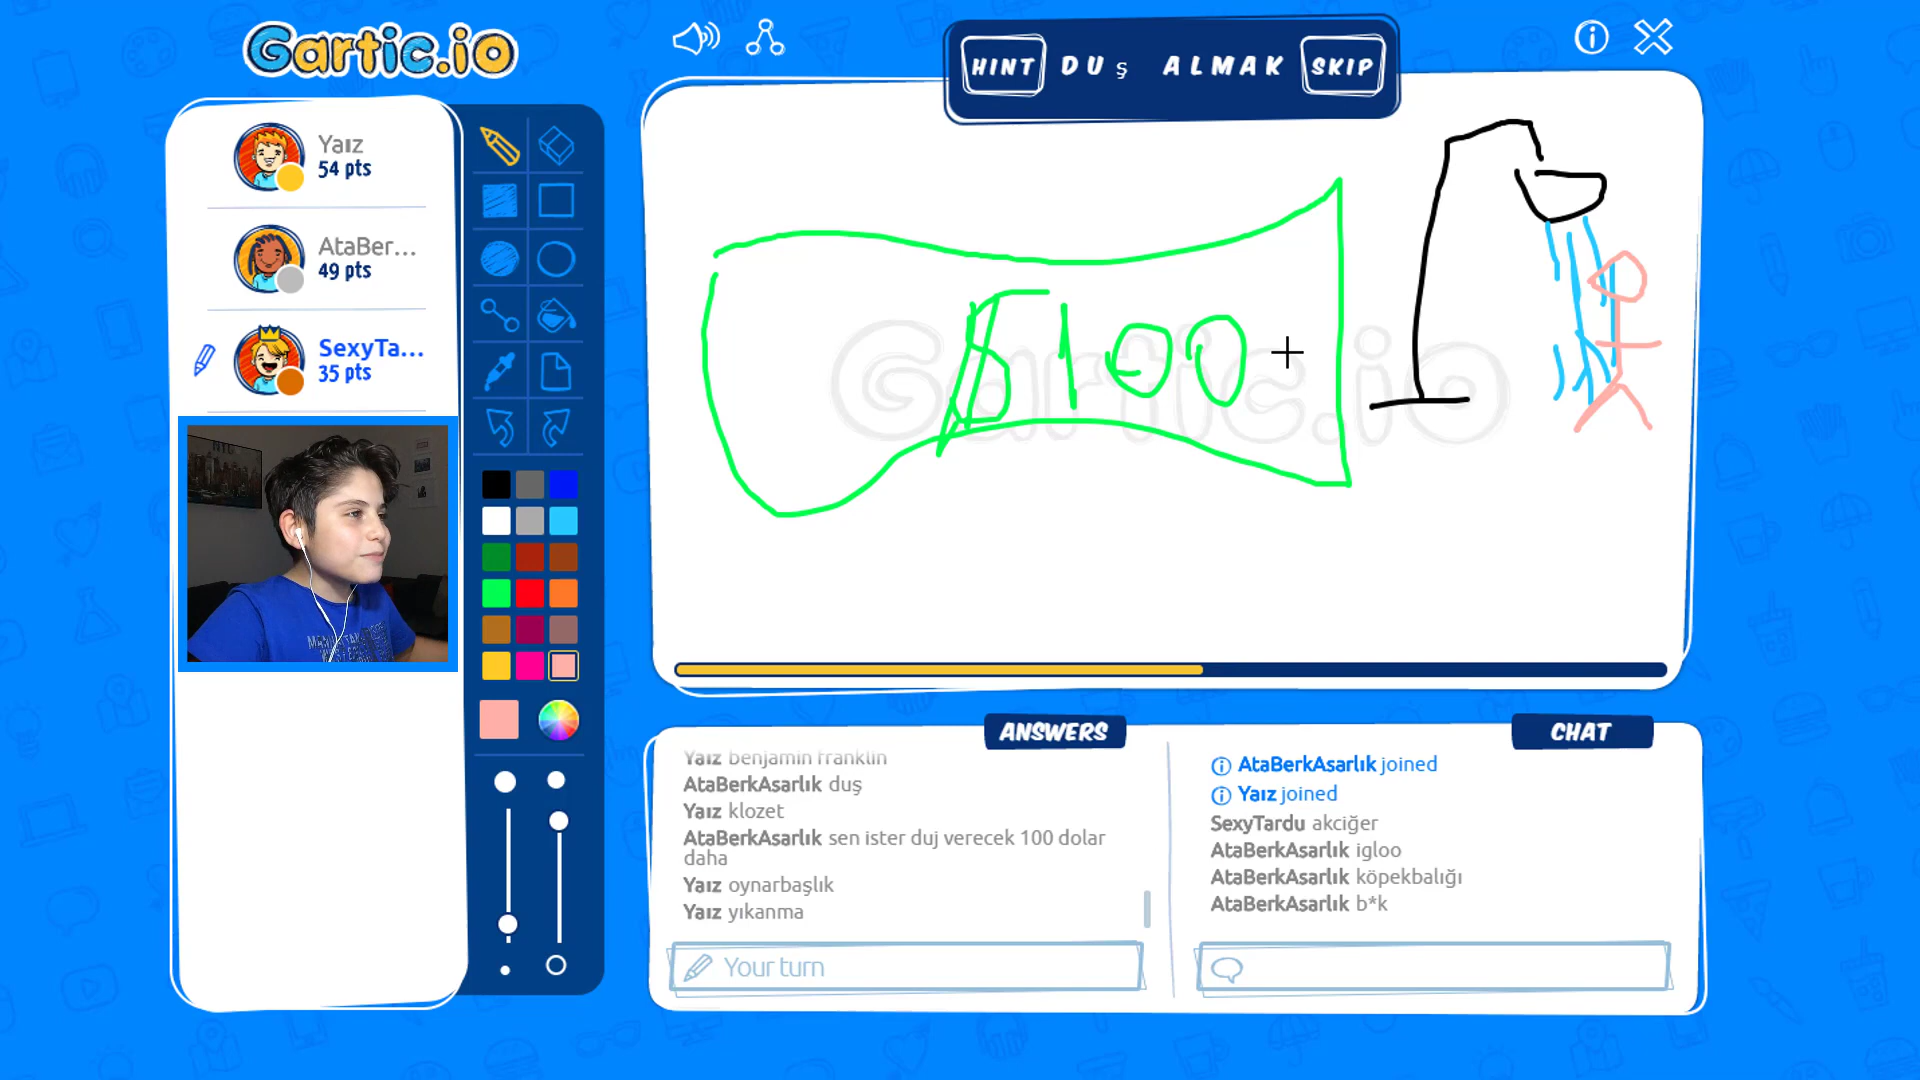 Gartic.io
HINT DUş ALMAK SKIP
Yaız
54 pts
AtaBer...
49 pts
SexyTa...
35 pts
$100
Gartic.io
ANSWERS
Yaız benjamin franklin
AtaBerkAsarlık duş
Yaız klozet
AtaBerkAsarlık sen ister duj verecek 100 dolar
daha
Yaız oynarbaşlık
Yaız yıkanma
Your turn
CHAT
AtaBerkAsarlık joined
Yaız joined
SexyTardu akciğer
AtaBerkAsarlık igloo
AtaBerkAsarlık köpekbalığı
AtaBerkAsarlık b*k